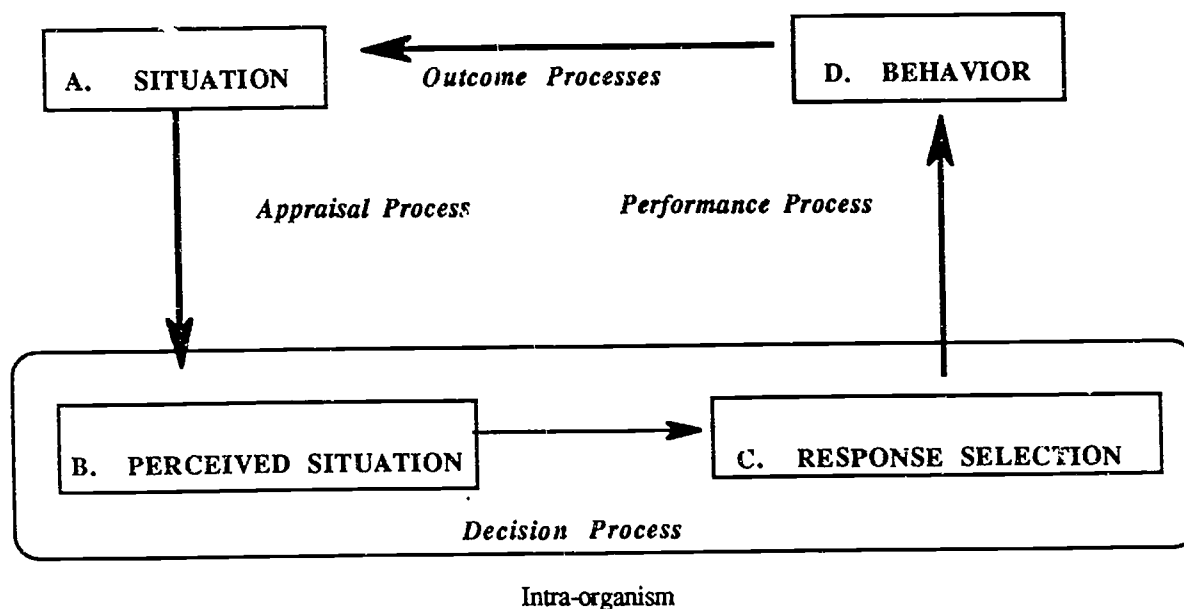 A. SITUATION
Outcome Processes
D. BEHAVIOR
Appraisal Process
Performance Process
B. PERCEIVED SITUATION
C. RESPONSE SELECTION
Decision Process
Intra-organism